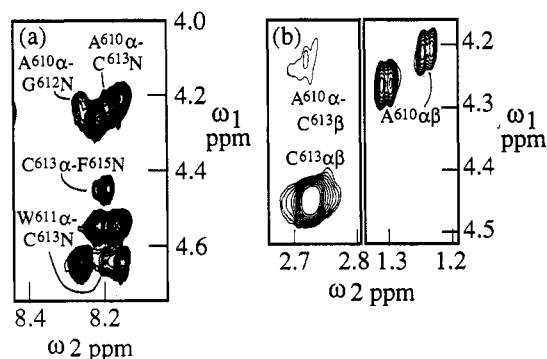 (a)
A⁶¹⁰α-
C⁶¹³N
A⁶¹⁰α-
G⁶¹²N
C⁶¹³α-F⁶¹⁵N
W⁶¹¹α-
C⁶¹³N
4.0
4.2
4.4
4.6
ω1
ppm
8.4 8.2
ω2 ppm
(b)
A⁶¹⁰α-
C⁶¹³β
C⁶¹³αβ
A⁶¹⁰αβ
4.2
4.3
4.4
4.5
ω1
ppm
2.7 2.8 1.3 1.2
ω2 ppm